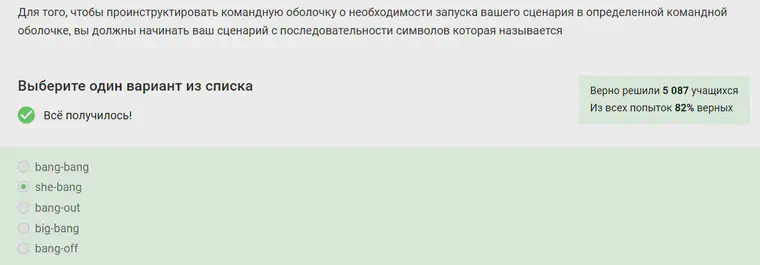 Для того, чтобы проинструктировать командную оболочку о необходимости запуска вашего сценария в определенной командной
оболочке, вы должны начинать ваш сценарий с последовательности символов которая называется
Выберите один вариант из списка
Всё получилось!
Верно решили 5 087 учащихся
Из всех попыток 82% верных
bang-bang
she-bang
bang-out
big-bang
bang-off